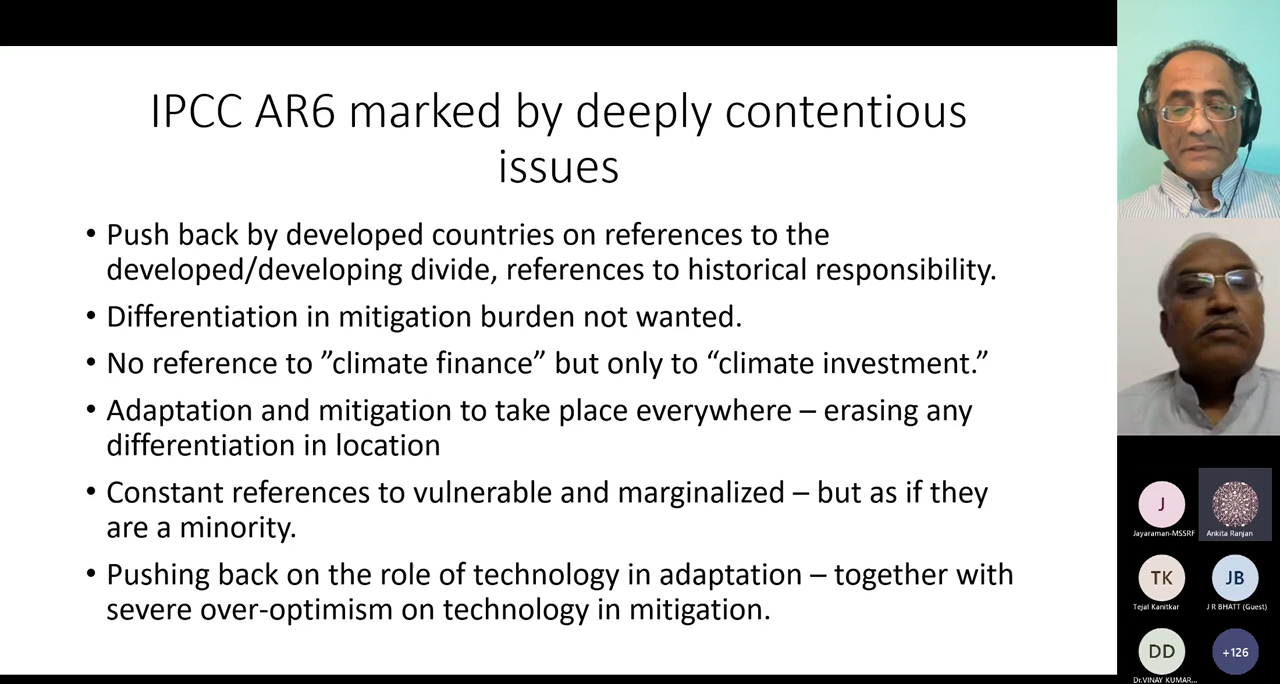 IPCC AR6 marked by deeply contentious
issues
• Push back by developed countries on references to the
developed/developing divide, references to historical responsibility.
• Differentiation in mitigation burden not wanted.
• No reference to ”climate finance” but only to “climate investment.”
• Adaptation and mitigation to take place everywhere – erasing any
differentiation in location
• Constant references to vulnerable and marginalized – but as if they
are a minority.
• Pushing back on the role of technology in adaptation – together with
severe over-optimism on technology in mitigation.
J
Jayaraman-MSSRF
Ankita Ranjan
TK
Tejal Kanitkar
JB
J R BHATT (Guest)
DD
Dr.VINAY KUMAR...
+126